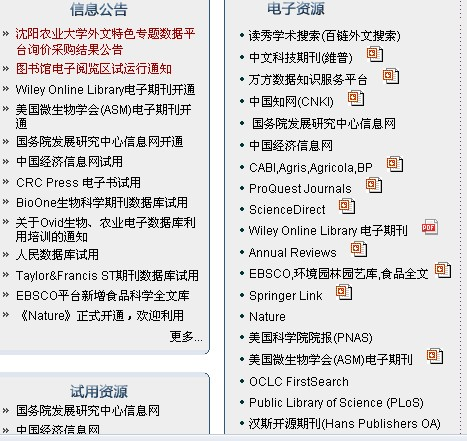 信息公告
沈阳农业大学外文特色专题数据平
台询价采购结果公告
图书馆电子阅览区试运行通知
Wiley Online Library电子期刊开通
美国微生物学会(ASM)电子期刊开
通
国务院发展研究中心信息网开通
中国经济信息网试用
CRC Press 电子书试用
BioOne生物科学期刊数据库试用
关于Ovid生物、农业电子数据库利
用培训的通知
人民数据库试用
Taylor&Francis ST期刊数据库试用
EBSCO平台新增食品科学全文库
《Nature》正式开通，欢迎利用
更多...
试用资源
国务院发展研究中心信息网
中国经济信息网
电子资源
读秀学术搜索(百链外文搜索)
中文科技期刊(维普)
万方数据知识服务平台
中国知网(CNKI)
国务院发展研究中心信息网
中国经济信息网
CABI,Agris,Agricola,BP
ProQuest Journals
ScienceDirect
Wiley Online Library 电子期刊
PDF
Annual Reviews
EBSCO,环境园林园艺库,食品全文
Springer Link
Nature
美国科学院院报(PNAS)
美国微生物学会(ASM)电子期刊
OCLC FirstSearch
Public Library of Science (PLoS)
汉斯开源期刊(Hans Publishers OA)